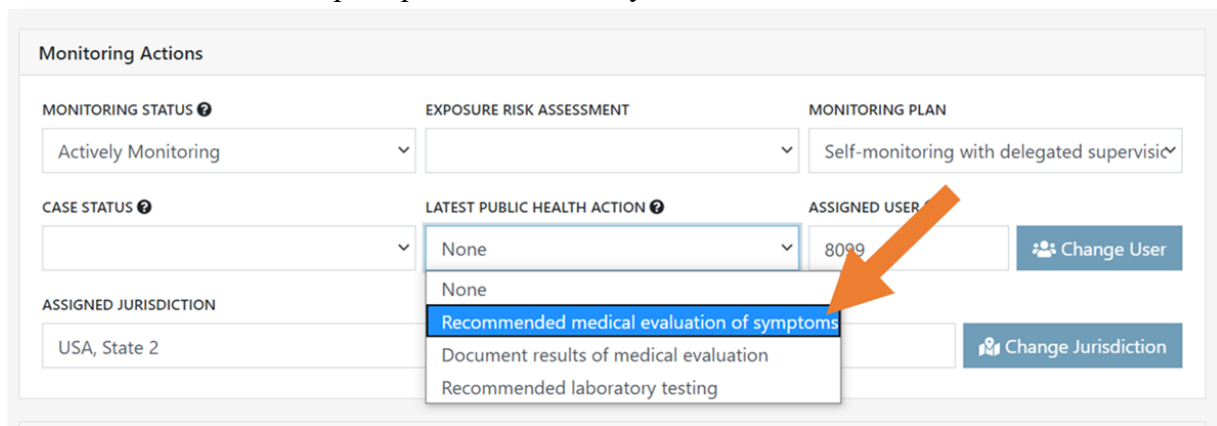 Monitoring Actions
MONITORING STATUS
EXPOSURE RISK ASSESSMENT
MONITORING PLAN
Actively Monitoring
Self-monitoring with delegated supervisic
CASE STATUS
LATEST PUBLIC HEALTH ACTION
ASSIGNED USER
None
8099
Change User
None
ASSIGNED JURISDICTION
Recommended medical evaluation of symptoms
USA, State 2
Document results of medical evaluation
Change Jurisdiction
Recommended laboratory testing